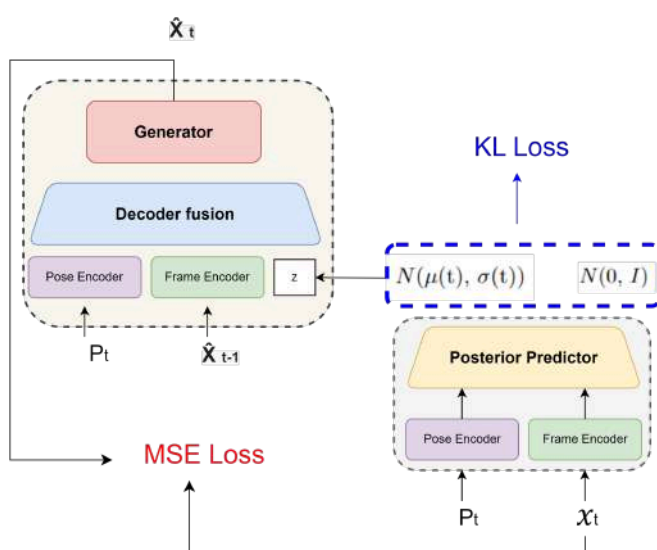 X̂ t
Generator
KL Loss
Decoder fusion
Pose Encoder
Frame Encoder
z
N(μ(t), σ(t))
N(0, I)
Pt
X̂ t-1
Posterior Predictor
Pose Encoder
Frame Encoder
MSE Loss
Pt
xt